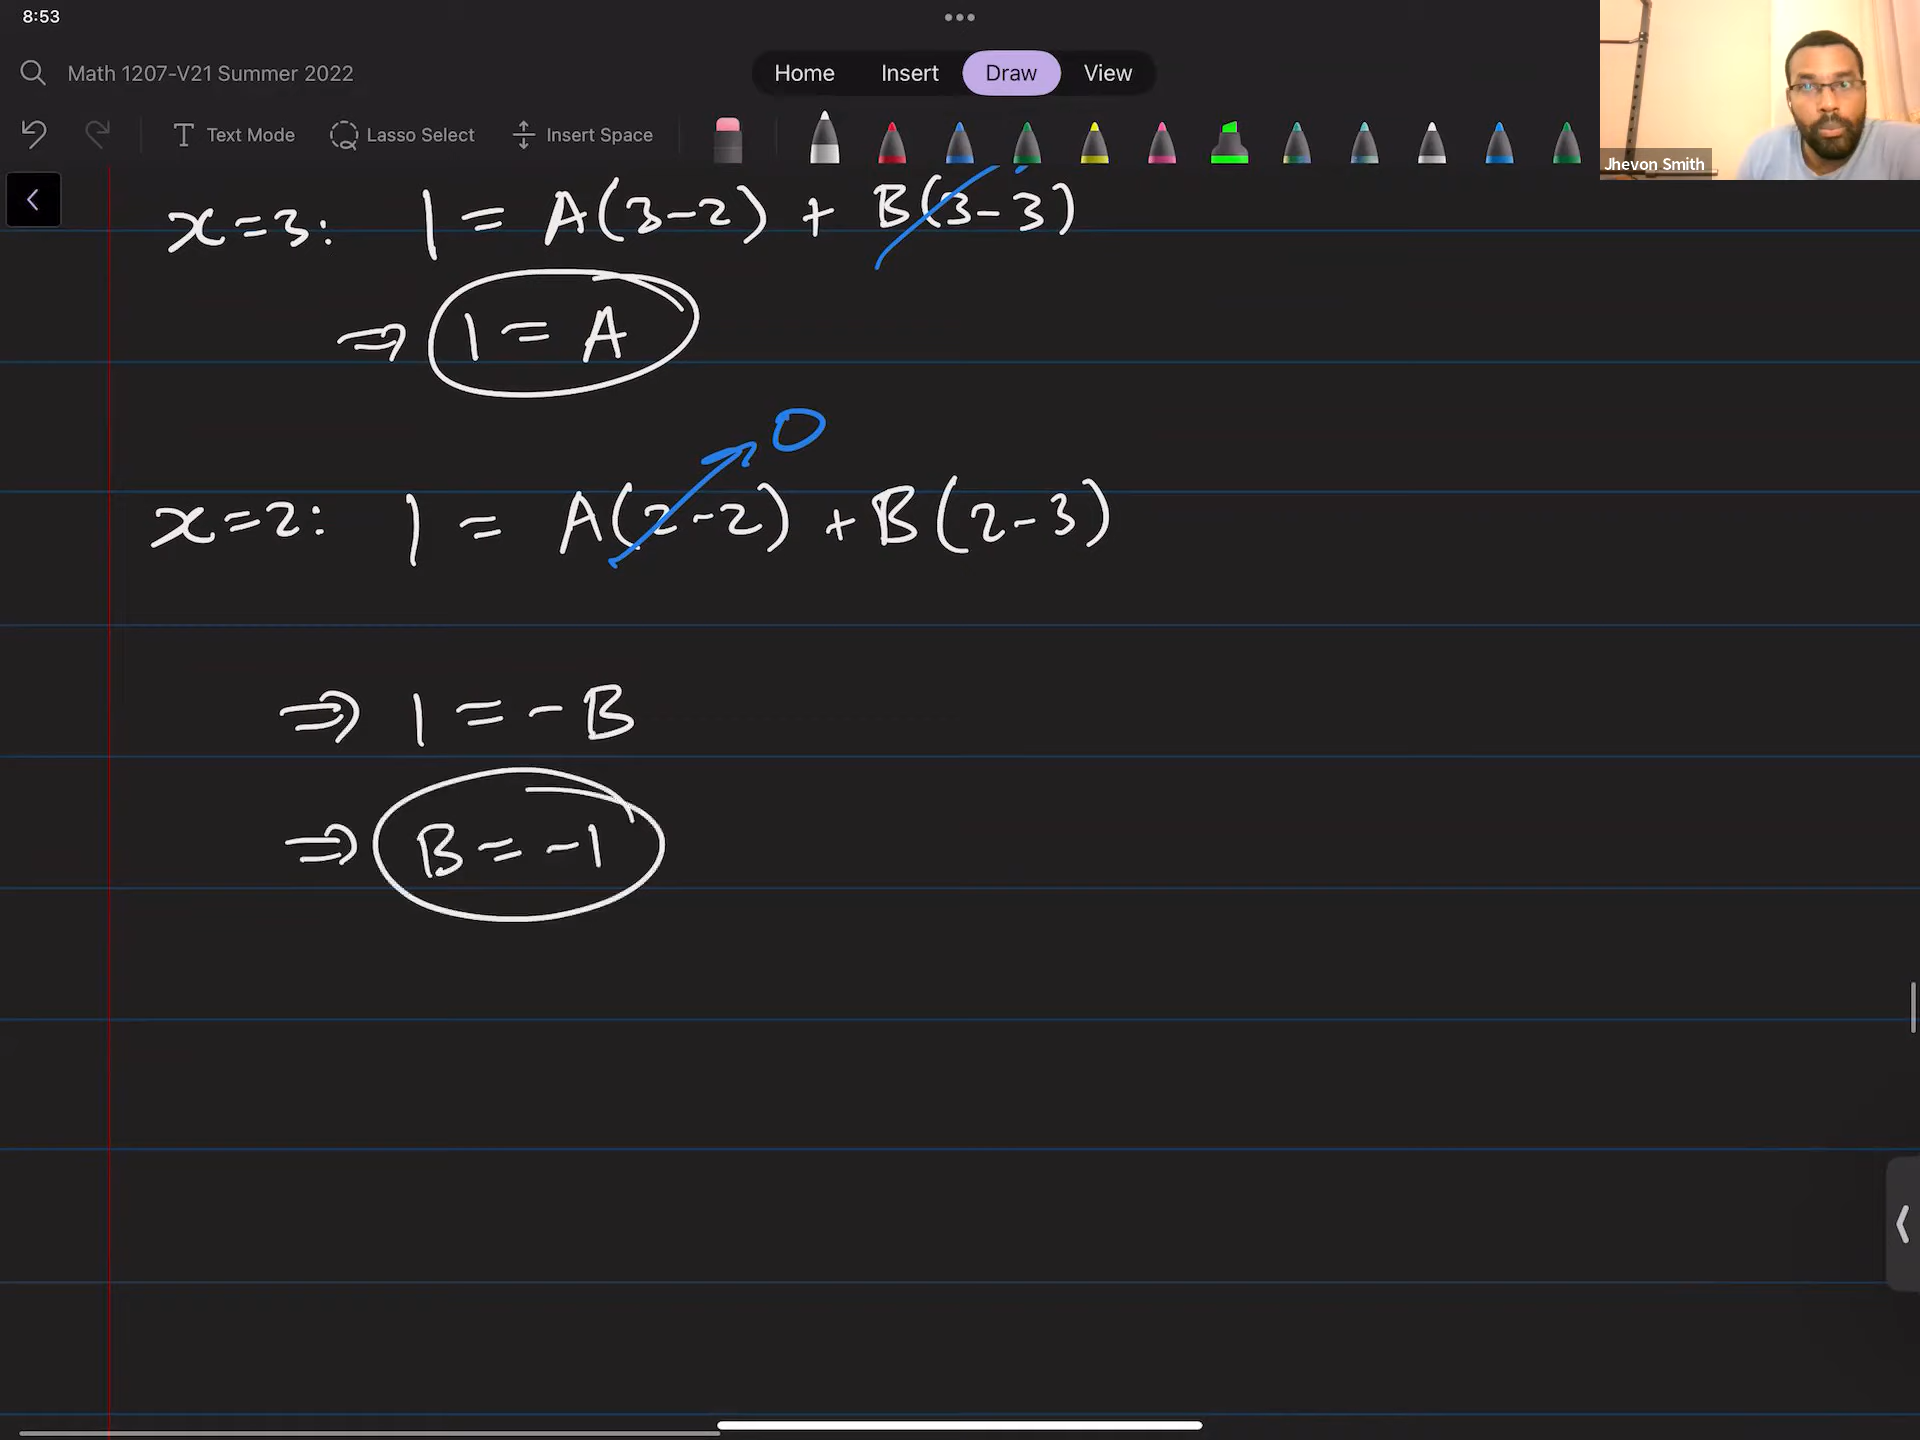 8:53
Math 1207-V21 Summer 2022
Home Insert Draw View
Text Mode Lasso Select Insert Space
Jhevon Smith
x=3: 1 = A(3-2) + B(3-3)
⇒ 1 = A
0
x=2: 1 = A(2-2) + B(2-3)
⇒ 1 = -B
⇒ B = -1